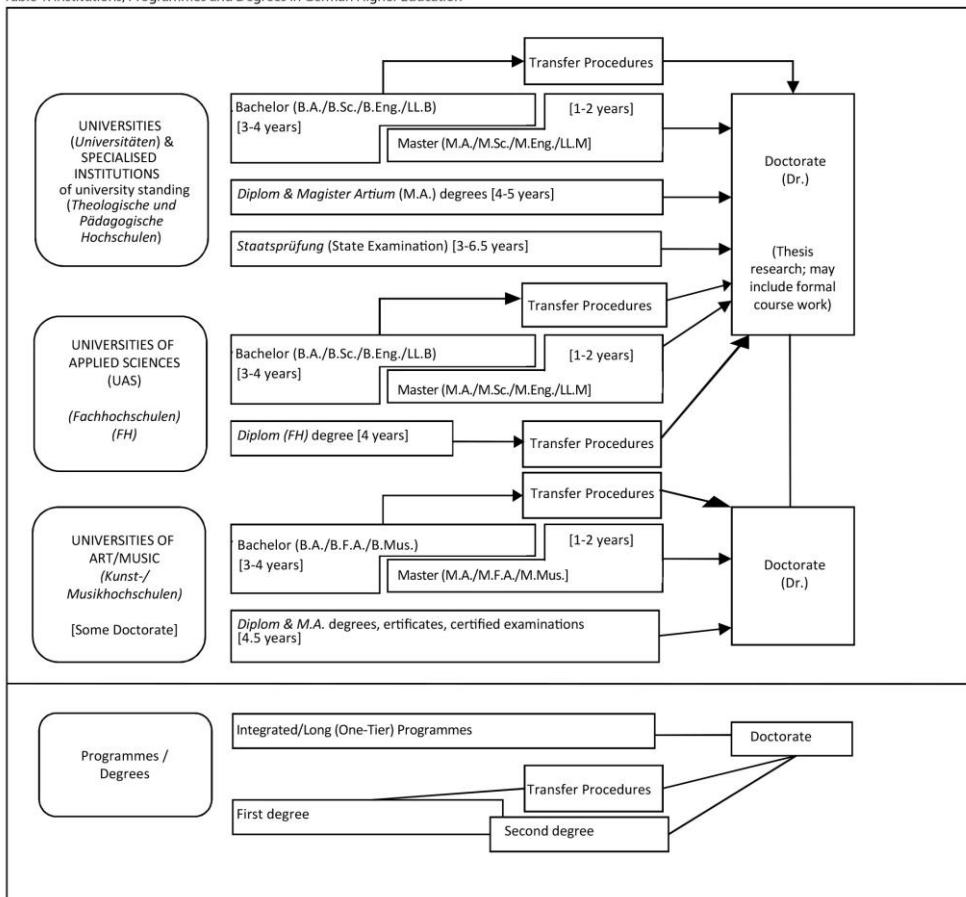 Table 1: Institutions, Programmes and Degrees in German Higher Education
Transfer Procedures
UNIVERSITIES
(Universitäten) &
SPECIALISED
INSTITUTIONS
of university standing
(Theologische und
Pädagogische
Hochschulen)
Bachelor (B.A./B.Sc./B.Eng./LL.B)
[3-4 years]
[1-2 years]
Master (M.A./M.Sc./M.Eng./LL.M]
Diplom & Magister Artium (M.A.) degrees [4-5 years]
Staatsprüfung (State Examination) [3-6.5 years]
Doctorate
(Dr.)
(Thesis
research; may
include formal
course work)
Transfer Procedures
UNIVERSITIES OF
APPLIED SCIENCES
(UAS)
(Fachhochschulen)
(FH)
Bachelor (B.A./B.Sc./B.Eng./LL.B)
[3-4 years]
[1-2 years]
Master (M.A./M.Sc./M.Eng./LL.M]
Diplom (FH) degree [4 years]
Transfer Procedures
Transfer Procedures
UNIVERSITIES OF
ART/MUSIC
(Kunst-/
Musikhochschulen)
[Some Doctorate]
Bachelor (B.A./B.F.A./B.Mus.)
[3-4 years]
[1-2 years]
Master (M.A./M.F.A./M.Mus.]
Diplom & M.A. degrees, ertificates, certified examinations
[4.5 years]
Doctorate
(Dr.)
Programmes /
Degrees
Integrated/Long (One-Tier) Programmes
Doctorate
Transfer Procedures
First degree
Second degree